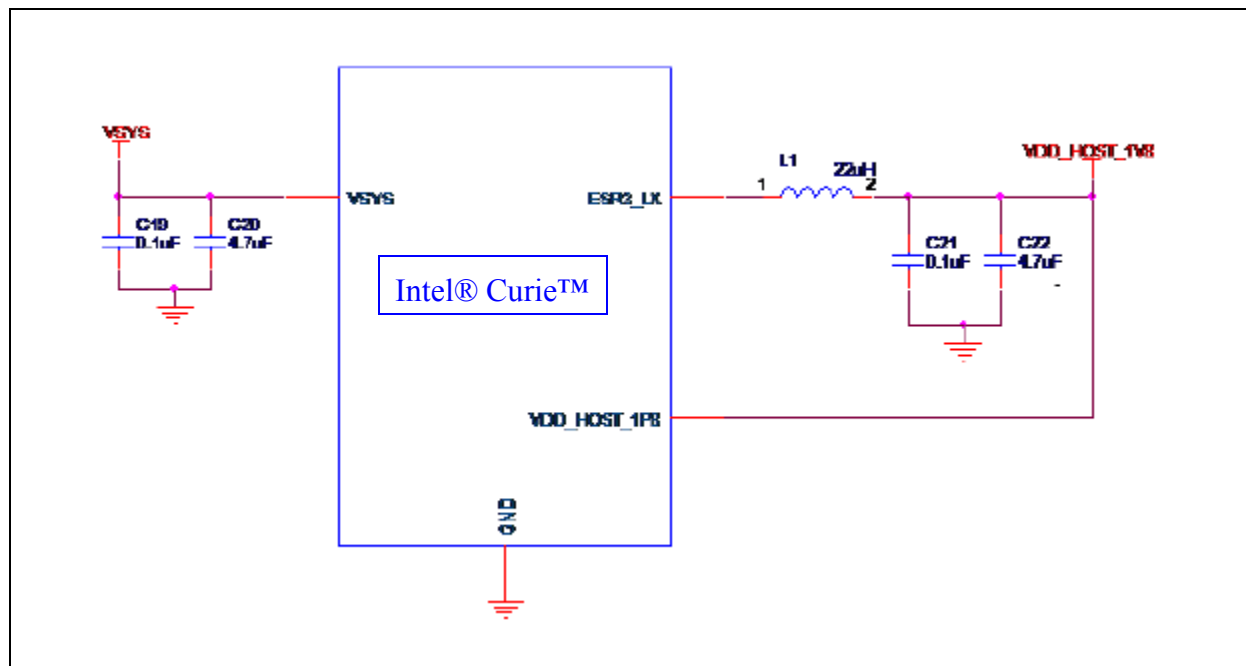 VSYS
VDD_HOST_1V8
L1
22uH
1
2
VSYS
ESR2_LX
C19
0.1uF
C20
4.7uF
C21
0.1uF
C22
4.7uF
Intel® Curie™
VDD_HOST_1P8
GND